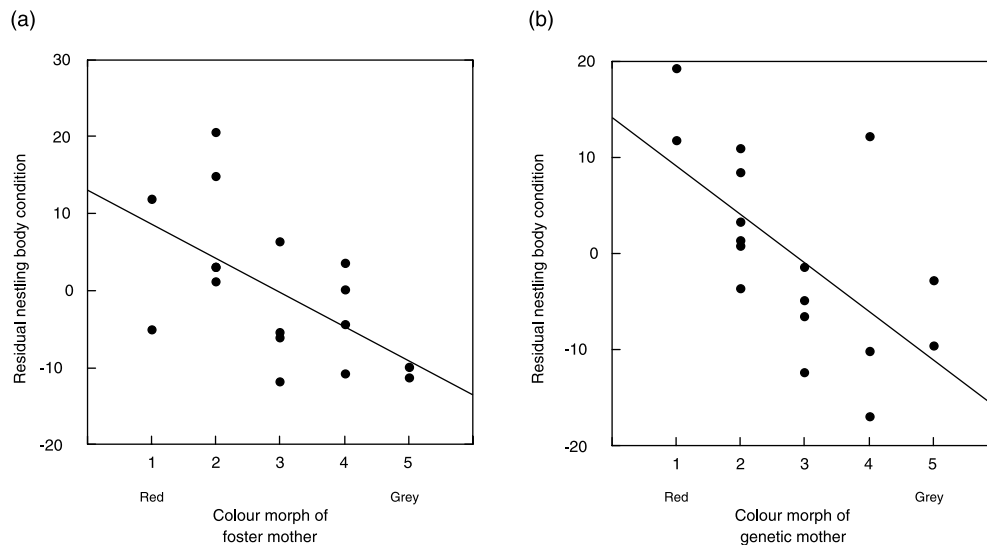 (a)
30
20
10
0
-10
-20
Residual nestling body condition
1 2 3 4 5
Red Grey
Colour morph of
foster mother
(b)
20
10
0
-10
-20
Residual nestling body condition
1 2 3 4 5
Red Grey
Colour morph of
genetic mother